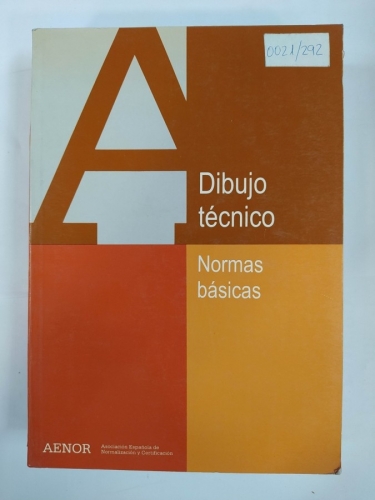 0021/292
Dibujo
técnico
Normas
básicas
AENOR
Asociación Española de
Normalización y Certificación